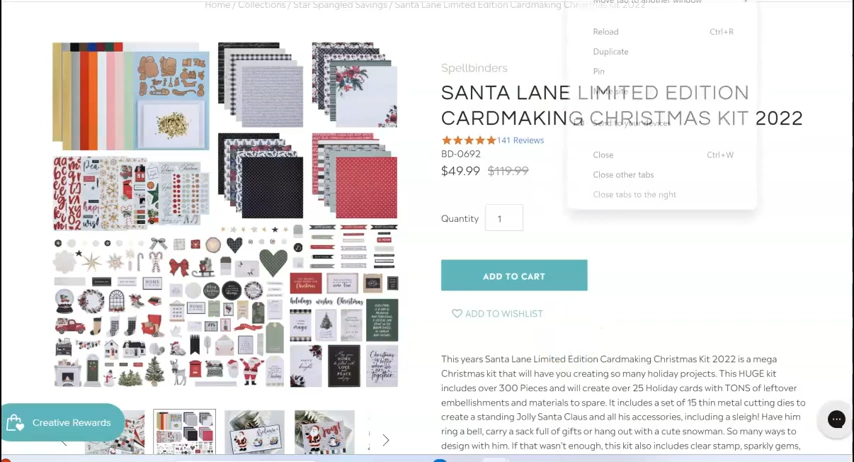 Home / Collections / Star Spangled Savings / Santa Lane Limited Edition Cardmaking Christmas Kit 2022
Move tab to another window
Reload Ctrl+R
Duplicate
Pin
Close Ctrl+W
Close other tabs
Close tabs to the right
Spellbinders
SANTA LANE LIMITED EDITION
CARDMAKING CHRISTMAS KIT 2022
141 Reviews
BD-0692
$49.99 $119.99
Quantity 1
ADD TO CART
ADD TO WISHLIST
This years Santa Lane Limited Edition Cardmaking Christmas Kit 2022 is a mega
Christmas kit that will have you creating so many holiday projects. This HUGE kit
includes over 300 Pieces and will create over 25 Holiday cards with TONS of leftover
embellishments and materials to spare. It includes a set of 15 thin metal cutting dies to
create a standing Jolly Santa Claus and all his accessories, including a sleigh! Have him
ring a bell, carry a sack full of gifts or hang out with a cute snowman. So many ways to
design with him. If that wasn't enough, this kit also includes clear stamp, sparkly gems,
Creative Rewards
holidays wishes Christmas